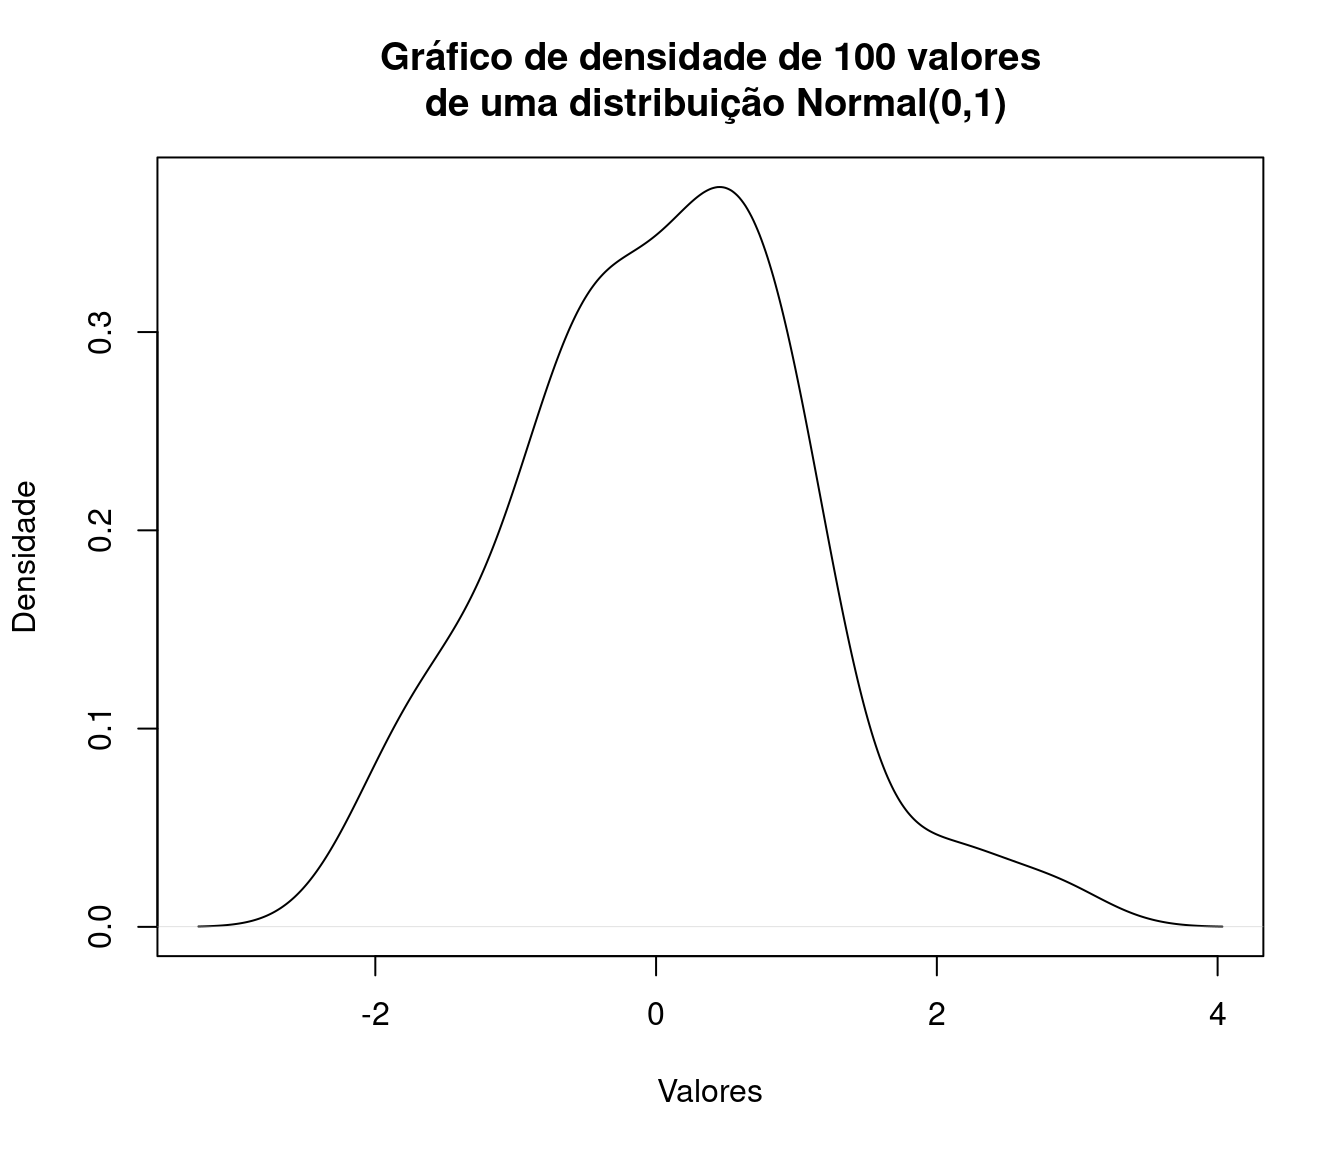 Gráfico de densidade de 100 valores
de uma distribuição Normal(0,1)
Densidade
0.3
0.2
0.1
0.0
-2 0 2 4
Valores